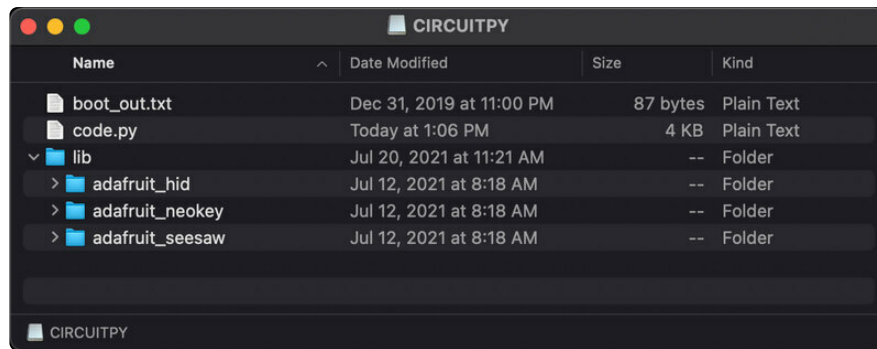 CIRCUITPY
Name Date Modified Size Kind
boot_out.txt Dec 31, 2019 at 11:00 PM 87 bytes Plain Text
code.py Today at 1:06 PM 4 KB Plain Text
lib Jul 20, 2021 at 11:21 AM -- Folder
adafruit_hid Jul 12, 2021 at 8:18 AM -- Folder
adafruit_neokey Jul 12, 2021 at 8:18 AM -- Folder
adafruit_seesaw Jul 12, 2021 at 8:18 AM -- Folder
CIRCUITPY